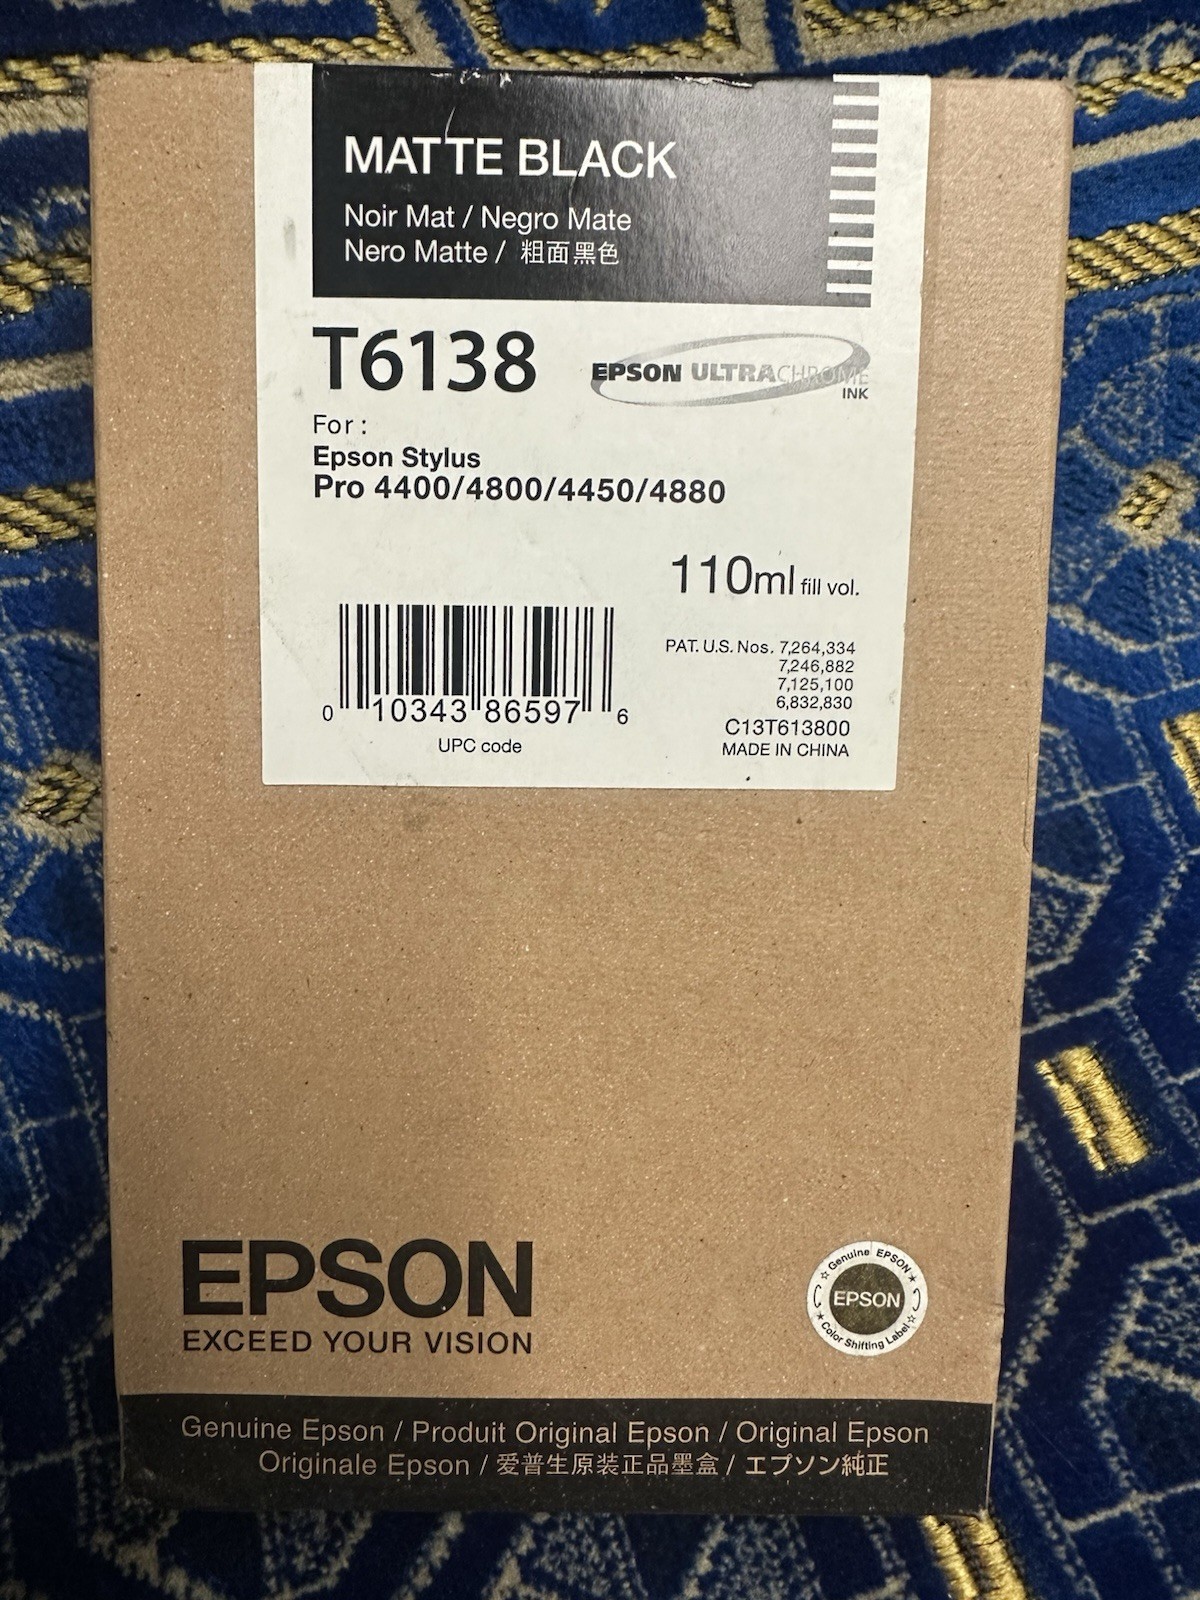 MATTE BLACK
Noir Mat / Negro Mate
Nero Matte / 粗面黑色
T6138
EPSON ULTRACHROME
INK
For :
Epson Stylus
Pro 4400/4800/4450/4880
110ml fill vol.
PAT. U.S. Nos. 7,264,334
7,246,882
7,125,100
6,832,830
C13T613800
MADE IN CHINA
0 10343 86597 6
UPC code
EPSON
EXCEED YOUR VISION
Genuine EPSON
EPSON
Color Shifting Label
Genuine Epson / Produit Original Epson / Original Epson
Originale Epson / 爱普生原装正品墨盒 / エプソン純正